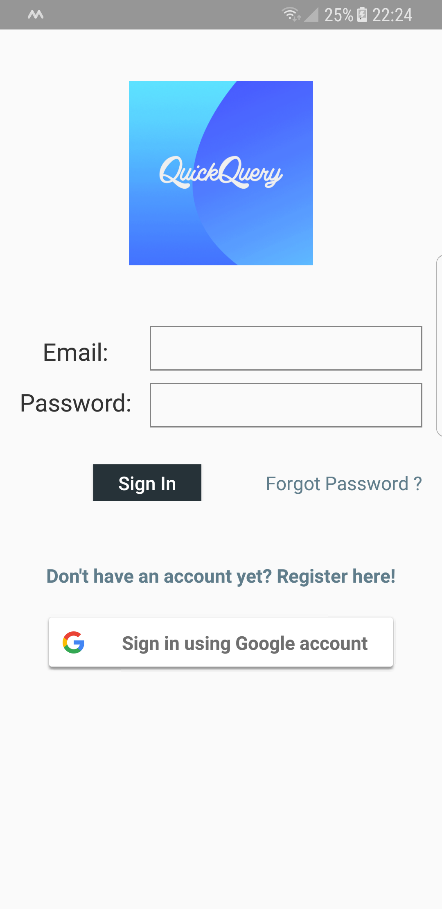 25% 22:24
QuickQuery
Email:
Password:
Sign In
Forgot Password ?
Don't have an account yet? Register here!
Sign in using Google account